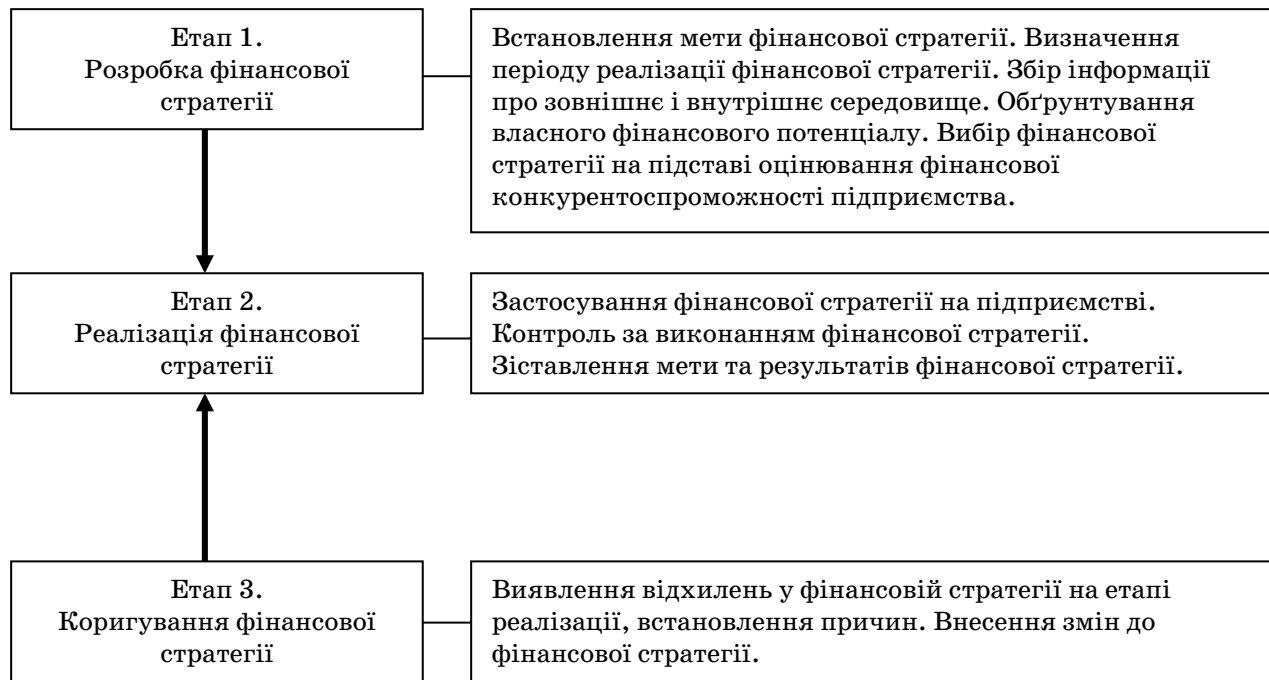 Етап 1.
Розробка фінансової
стратегії
Встановлення мети фінансової стратегії. Визначення
періоду реалізації фінансової стратегії. Збір інформації
про зовнішнє і внутрішнє середовище. Обґрунтування
власного фінансового потенціалу. Вибір фінансової
стратегії на підставі оцінювання фінансової
конкурентоспроможності підприємства.
Етап 2.
Реалізація фінансової
стратегії
Застосування фінансової стратегії на підприємстві.
Контроль за виконанням фінансової стратегії.
Зіставлення мети та результатів фінансової стратегії.
Етап 3.
Коригування фінансової
стратегії
Виявлення відхилень у фінансовій стратегії на етапі
реалізації, встановлення причин. Внесення змін до
фінансової стратегії.